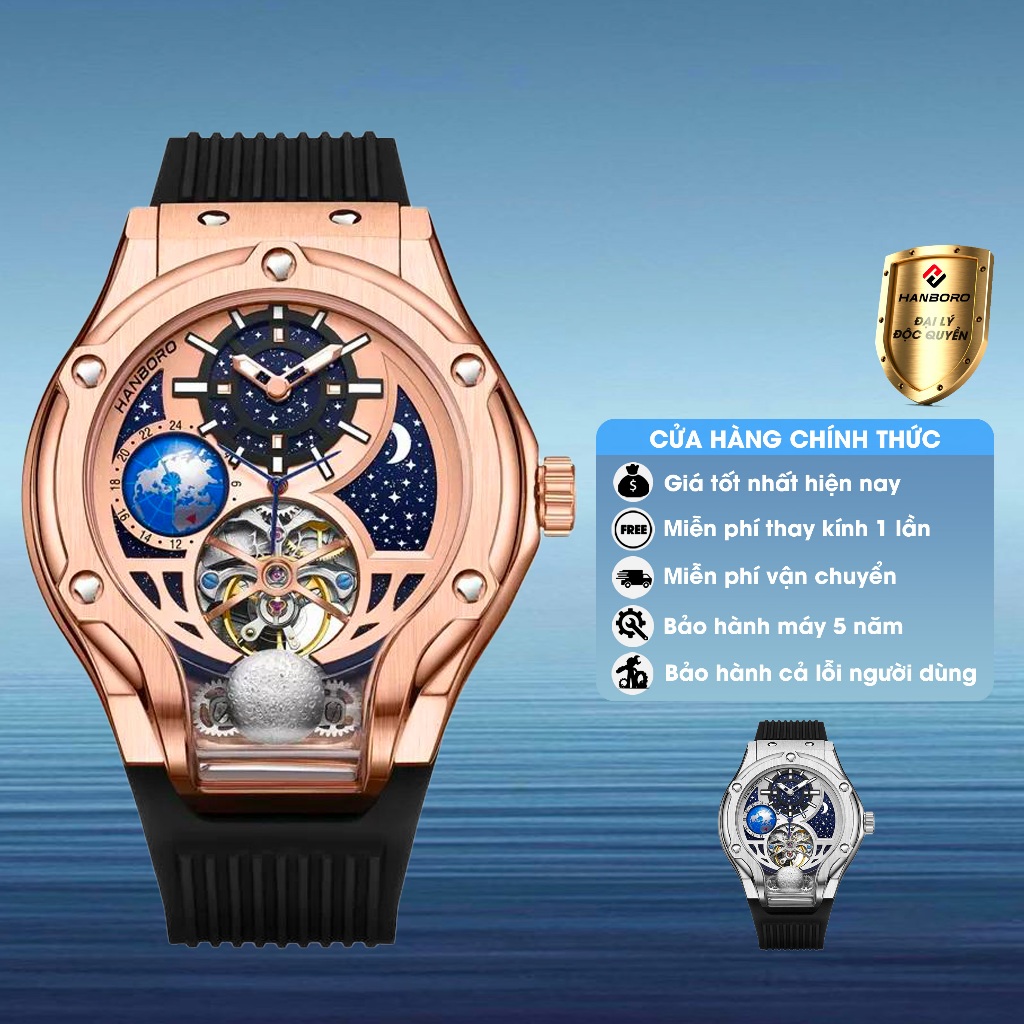 HANBORO
24
22
20
18
16
14
12
6
HANBORO
ĐẠI LÝ
ĐỘC QUYỀN
CỬA HÀNG CHÍNH THỨC
$
Giá tốt nhất hiện nay
FREE
Miễn phí thay kính 1 lần
Miễn phí vận chuyển
Bảo hành máy 5 năm
Bảo hành cả lỗi người dùng